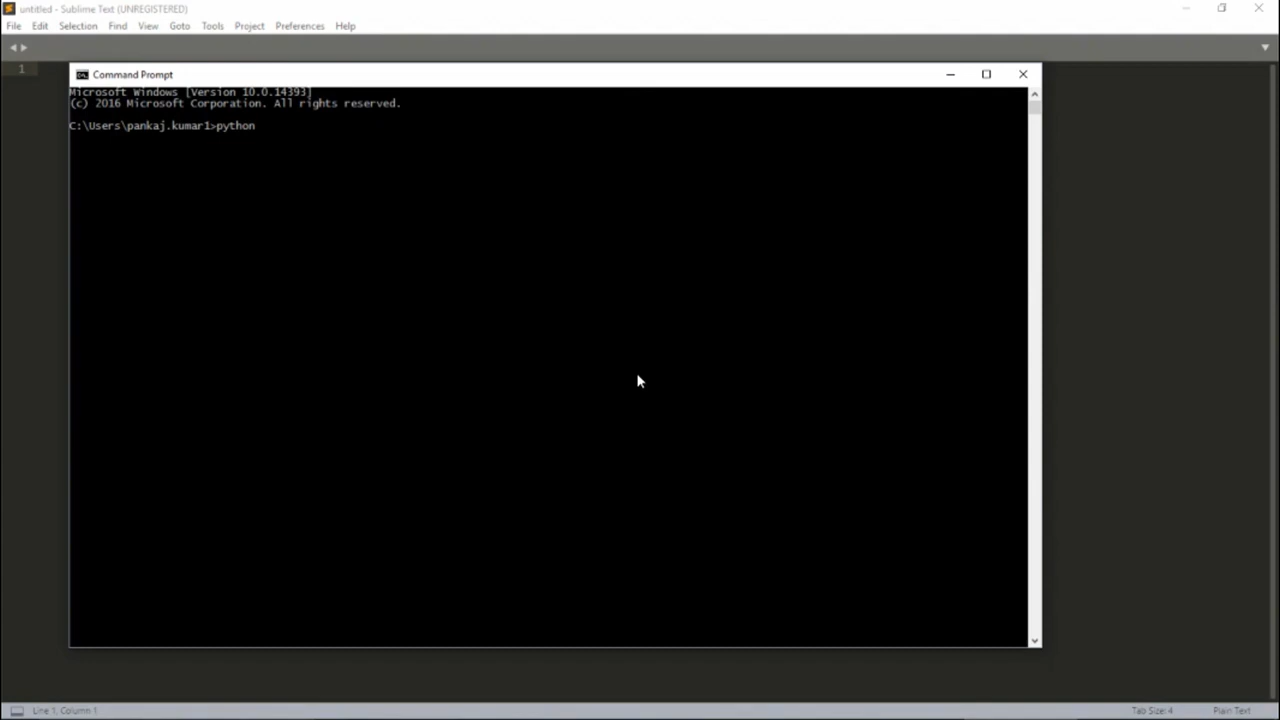 untitled - Sublime Text (UNREGISTERED)
File Edit Selection Find View Goto Tools Project Preferences Help
1
Command Prompt
Microsoft Windows [Version 10.0.14393]
(c) 2016 Microsoft Corporation. All rights reserved.
C:\Users\pankaj.kumar1>python
Line 1, Column 1 Tab Size: 4 Plain Text